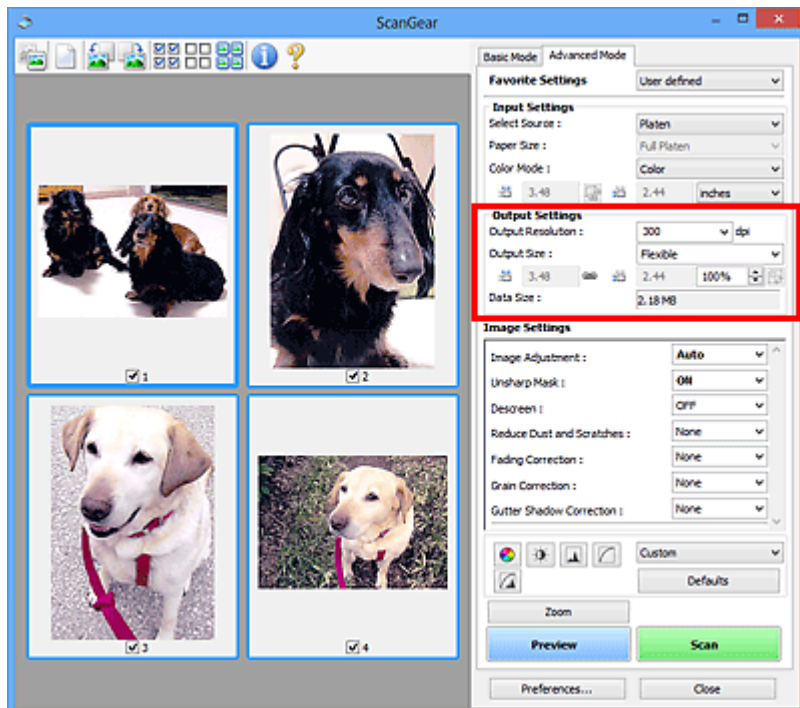 ScanGear
Basic Mode Advanced Mode
Favorite Settings User defined
Input Settings
Select Source : Platen
Paper Size : Full Platen
Color Mode : Color
3.48 2.44 inches
Output Settings
Output Resolution : 300 dpi
Output Size : Flexible
3.48 2.44 100%
Data Size : 2.18 MB
Image Settings
Image Adjustment : Auto
Unsharp Mask : ON
Descreen : OFF
Reduce Dust and Scratches : None
Fading Correction : None
Grain Correction : None
Gutter Shadow Correction : None
Custom
Defaults
Zoom
Preview Scan
Preferences... Close
1 2
3 4